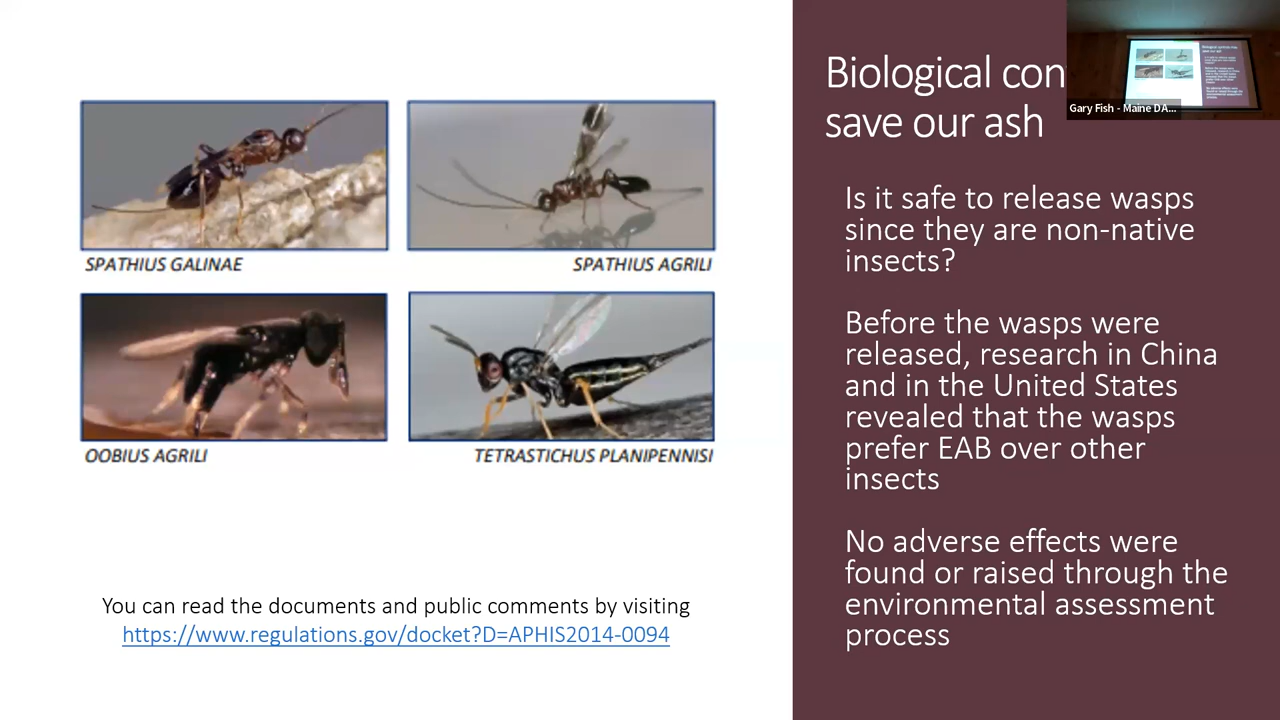 Biological con
save our ash
Gary Fish - Maine DA...
Is it safe to release wasps
since they are non-native
insects?
Before the wasps were
released, research in China
and in the United States
revealed that the wasps
prefer EAB over other
insects
No adverse effects were
found or raised through the
environmental assessment
process
SPATHIUS GALINAE
SPATHIUS AGRILI
OOBIUS AGRILI
TETRASTICHUS PLANIPENNISI
You can read the documents and public comments by visiting
https://www.regulations.gov/docket?D=APHIS2014-0094